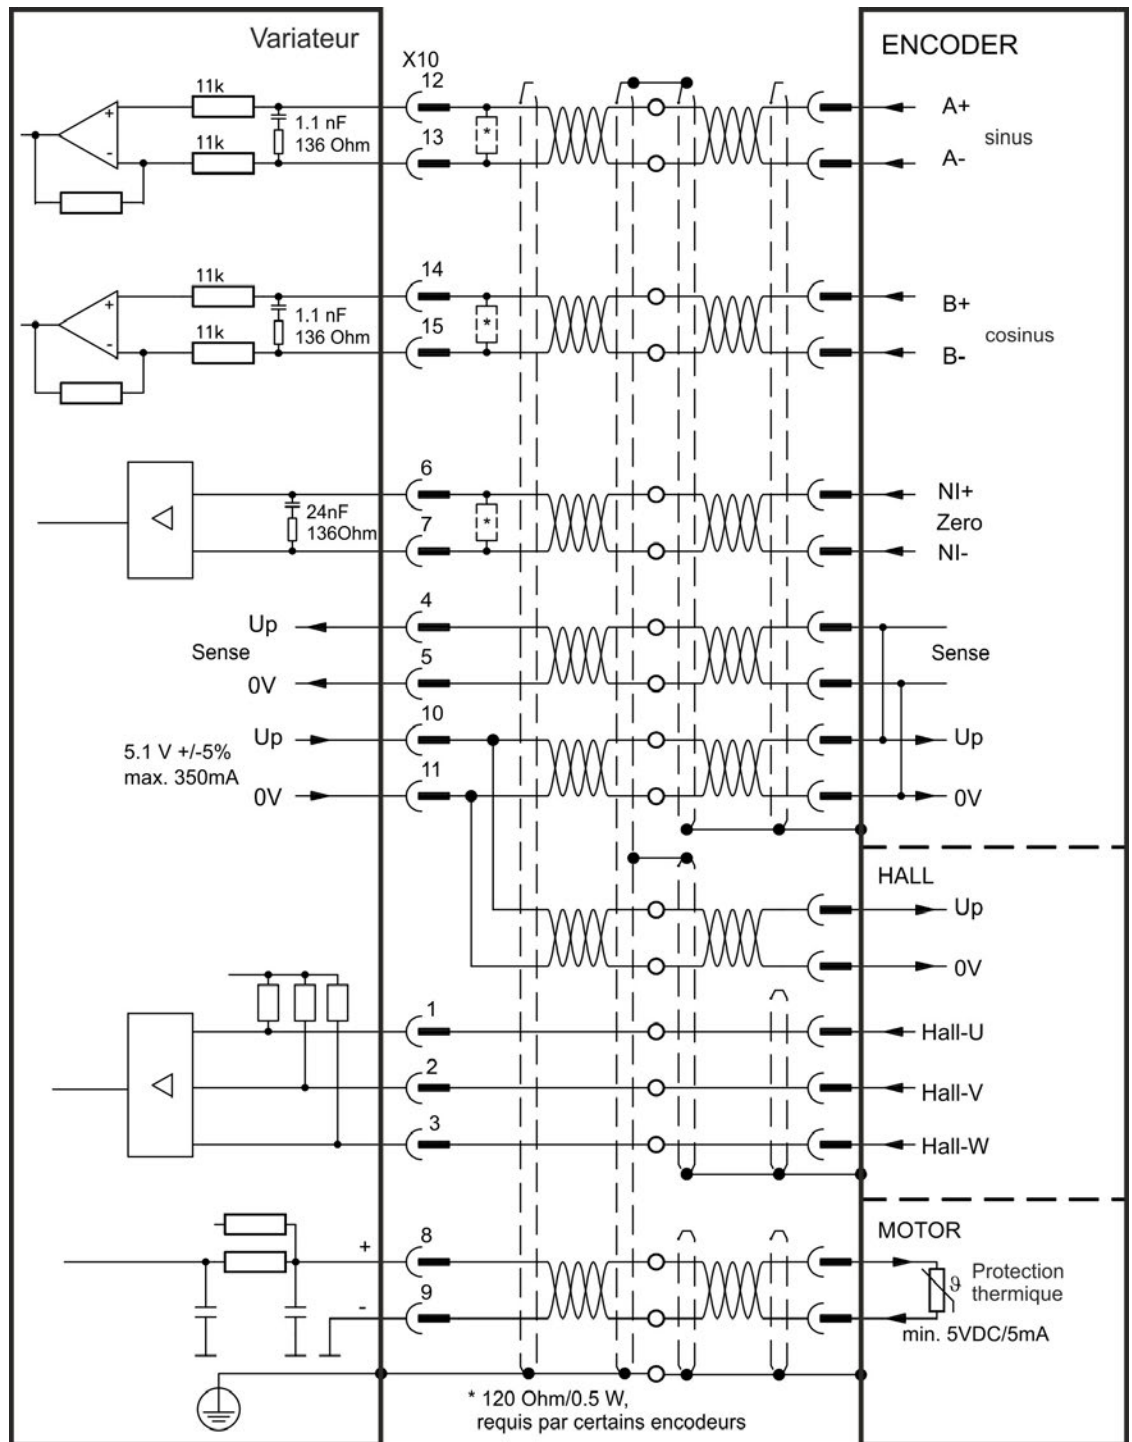 Variateur
ENCODER
X10
12
11k
1.1 nF
136 Ohm
11k
13
*
A+
sinus
A-
14
11k
1.1 nF
136 Ohm
11k
15
*
B+
cosinus
B-
6
24nF
136Ohm
7
*
NI+
Zero
NI-
4
Up
Sense
5
0V
Sense
10
Up
5.1 V +/-5%
max. 350mA
11
0V
Up
0V
HALL
Up
0V
1
Hall-U
2
Hall-V
3
Hall-W
MOTOR
+
8
-
9
ϑ
Protection
thermique
min. 5VDC/5mA
* 120 Ohm/0.5 W,
requis par certains encodeurs
+
-
+
-